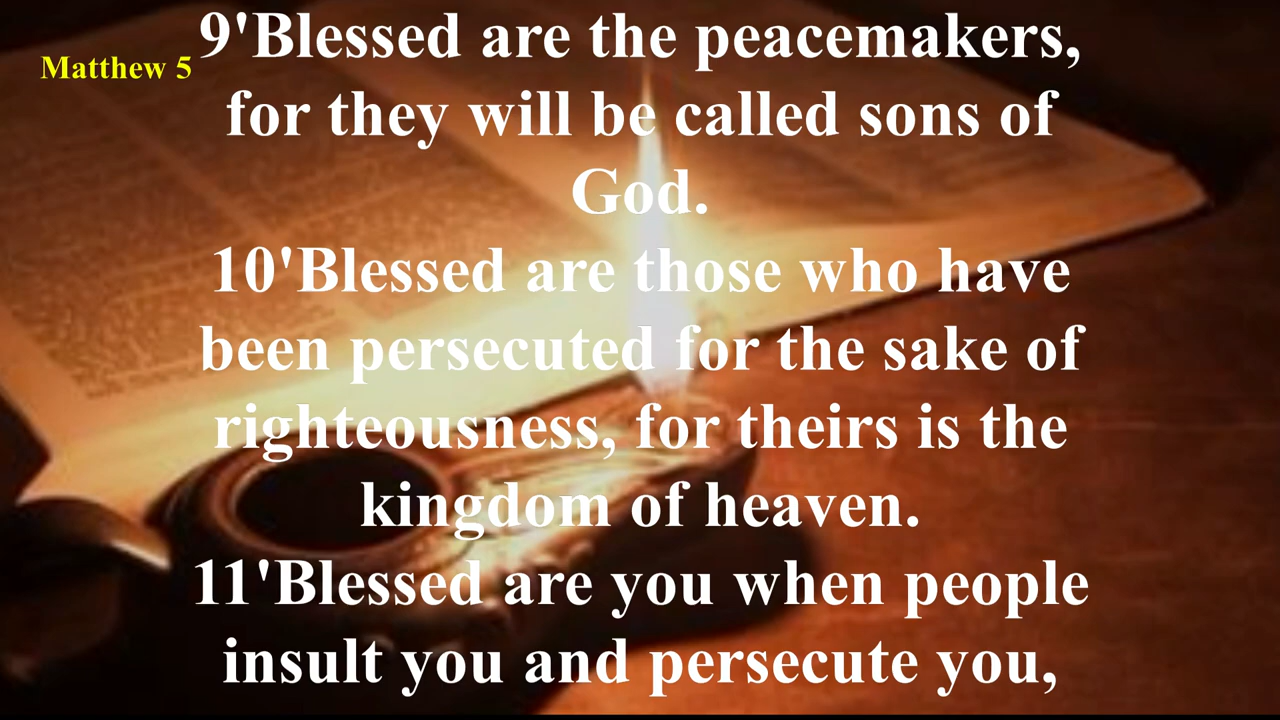 9'Blessed are the peacemakers,
Matthew 5
for they will be called sons of
God.
10'Blessed are those who have
been persecuted for the sake of
righteousness, for theirs is the
kingdom of heaven.
11'Blessed are you when people
insult you and persecute you,